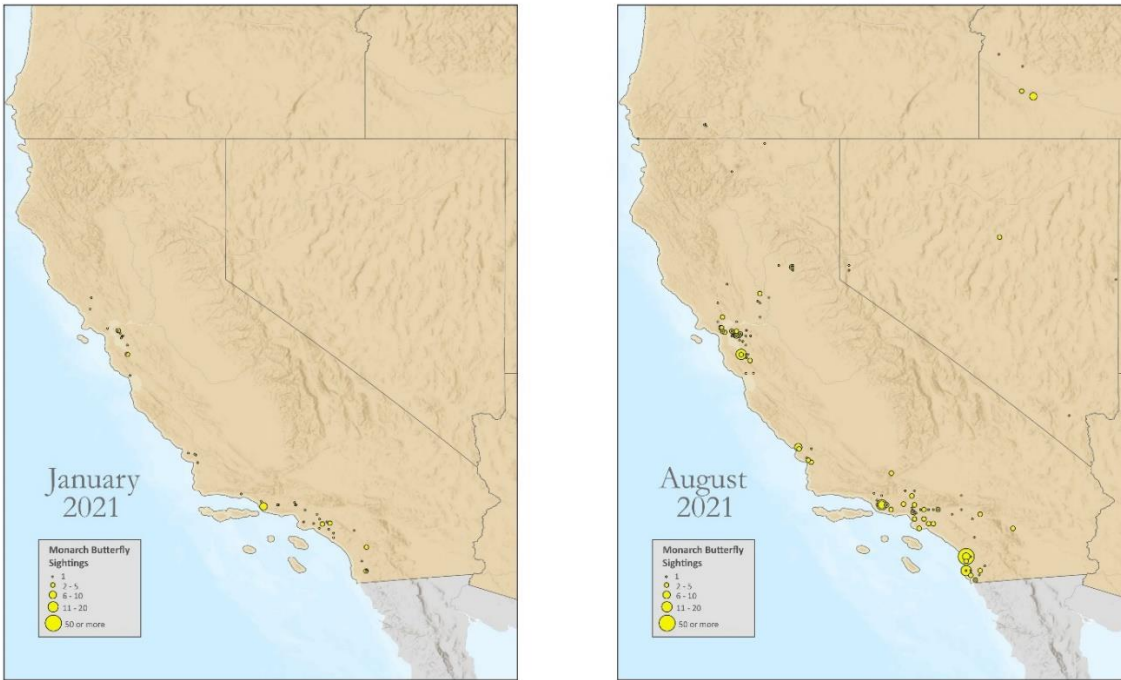 January
2021
Monarch Butterfly
Sightings
1
2 - 5
6 - 10
11 - 20
50 or more
August
2021
Monarch Butterfly
Sightings
1
2 - 5
6 - 10
11 - 20
50 or more